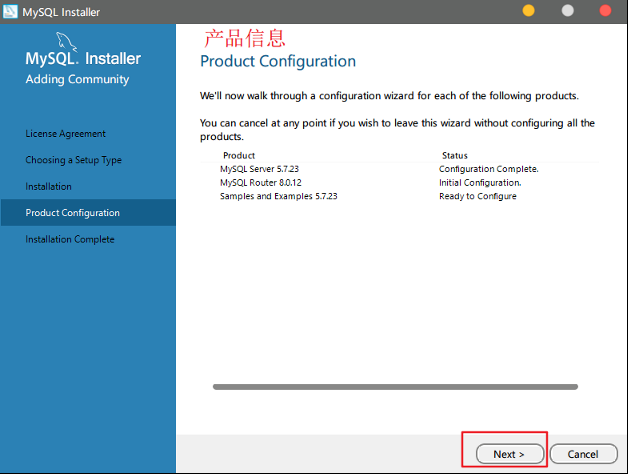 MySQL Installer
MySQL. Installer
Adding Community
License Agreement
Choosing a Setup Type
Installation
Product Configuration
Installation Complete
产品信息
Product Configuration
We'll now walk through a configuration wizard for each of the following products.
You can cancel at any point if you wish to leave this wizard without configuring all the
products.
Product Status
MySQL Server 5.7.23 Configuration Complete.
MySQL Router 8.0.12 Initial Configuration.
Samples and Examples 5.7.23 Ready to Configure
Next > Cancel